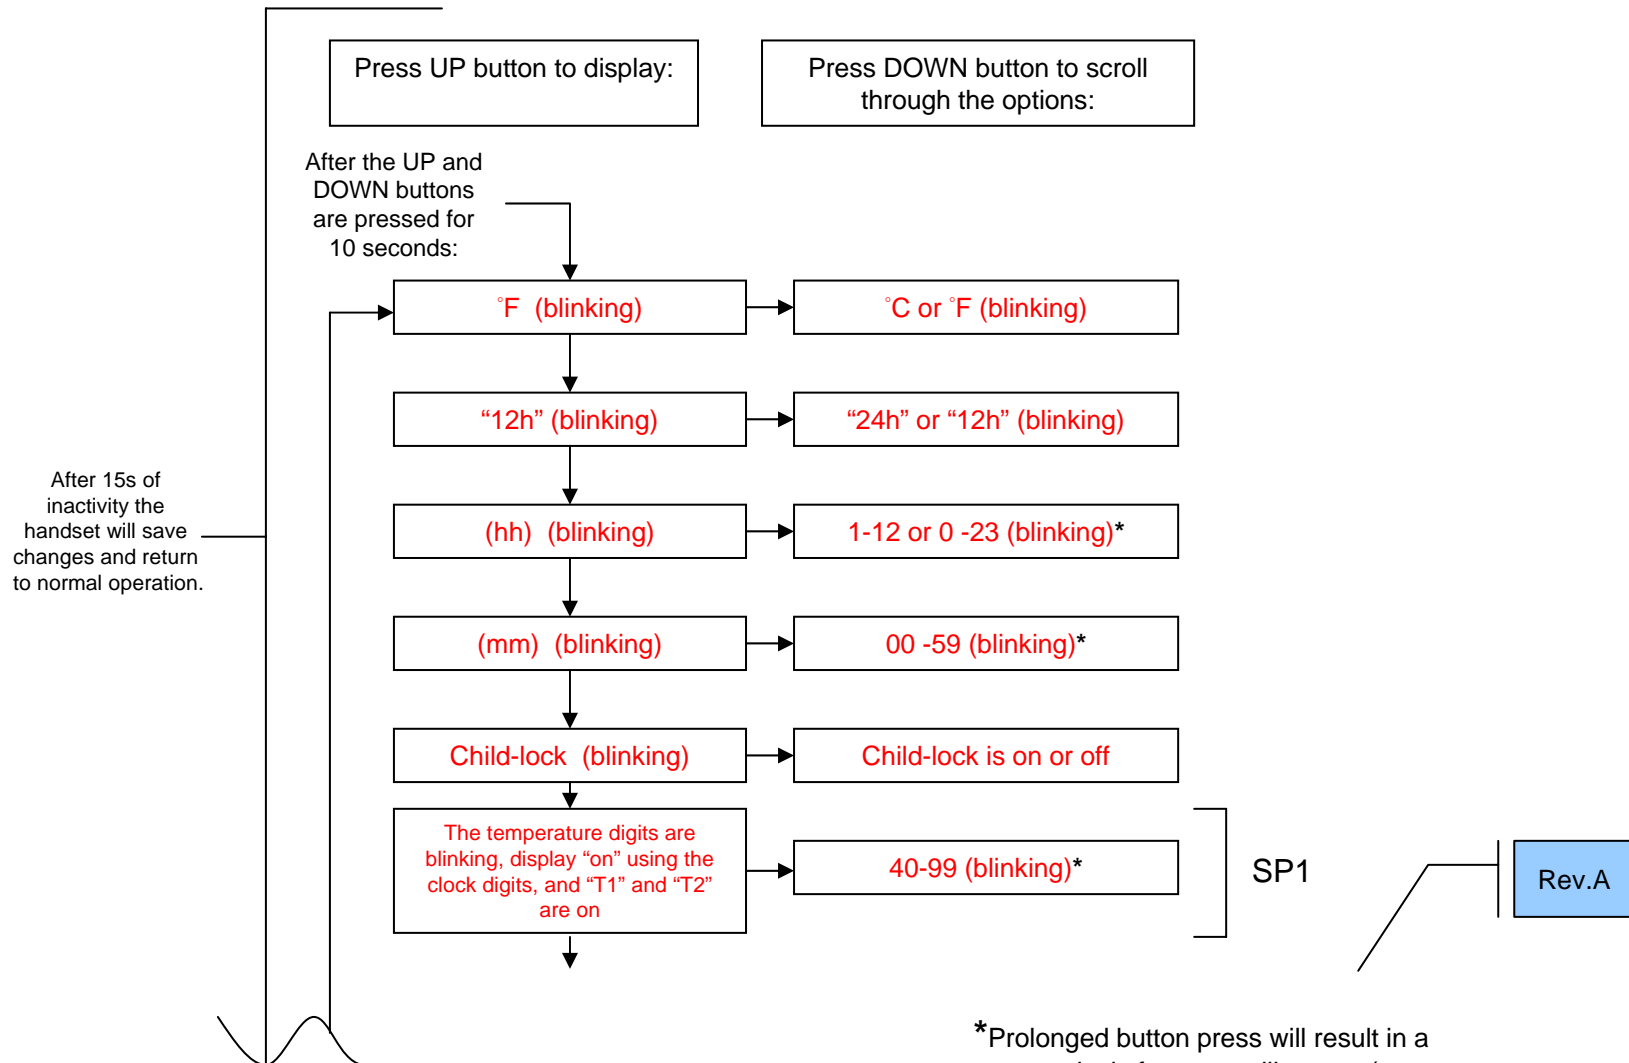 Press UP button to display:
Press DOWN button to scroll
through the options:
After the UP and
DOWN buttons
are pressed for
10 seconds:
°F (blinking)
°C or °F (blinking)
“12h” (blinking)
“24h” or “12h” (blinking)
After 15s of
inactivity the
handset will save
changes and return
to normal operation.
(hh) (blinking)
1-12 or 0 -23 (blinking)*
(mm) (blinking)
00 -59 (blinking)*
Child-lock (blinking)
Child-lock is on or off
The temperature digits are
blinking, display “on” using the
clock digits, and “T1” and “T2”
are on
40-99 (blinking)*
SP1
Rev.A
*Prolonged button press will result in a